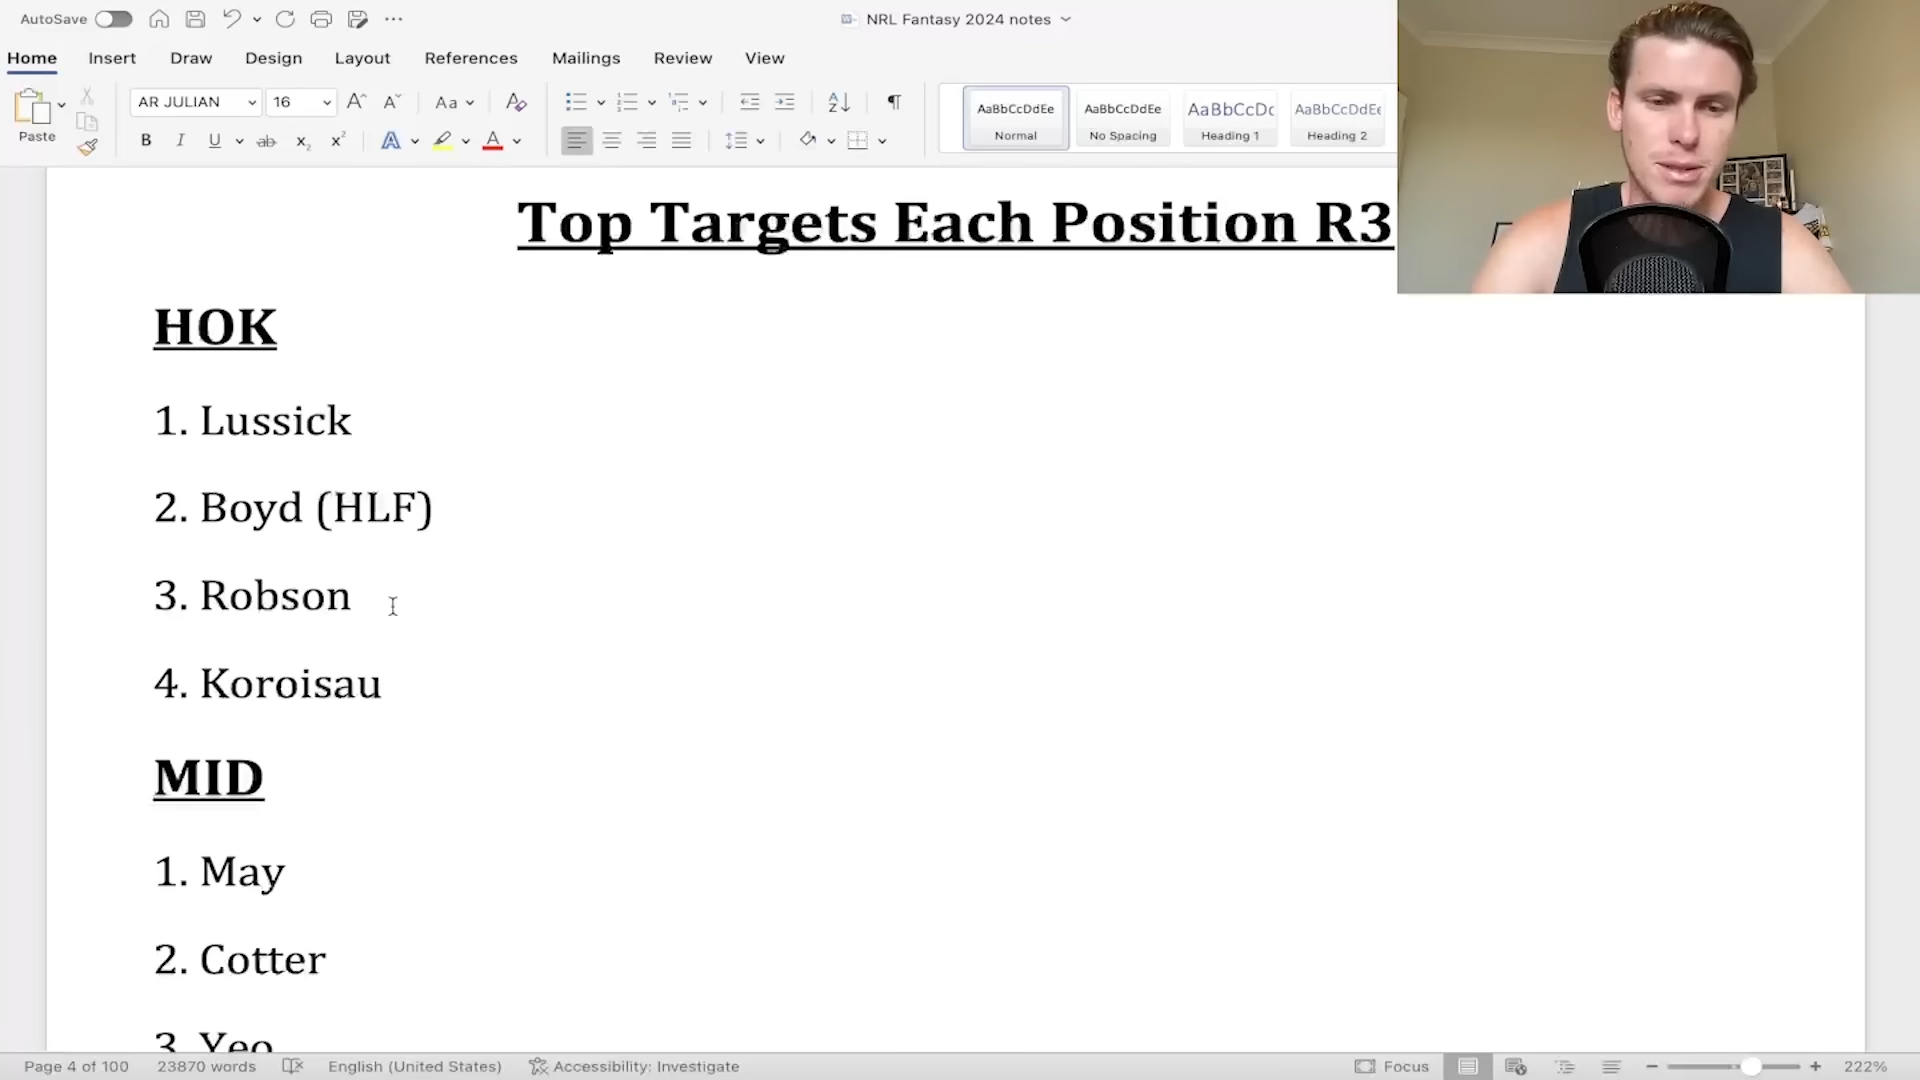 AutoSave
NRL Fantasy 2024 notes
Home Insert Draw Design Layout References Mailings Review View
Paste
AR JULIAN 16
AaBbCcDdEe AaBbCcDdEe AaBbCcDc AaBbCcDdEe
Normal No Spacing Heading 1 Heading 2
Top Targets Each Position R3
HOK
1. Lussick
2. Boyd (HLF)
3. Robson
4. Koroisau
MID
1. May
2. Cotter
3. Yeo
Page 4 of 100 23870 words English (United States) Accessibility: Investigate Focus 222%